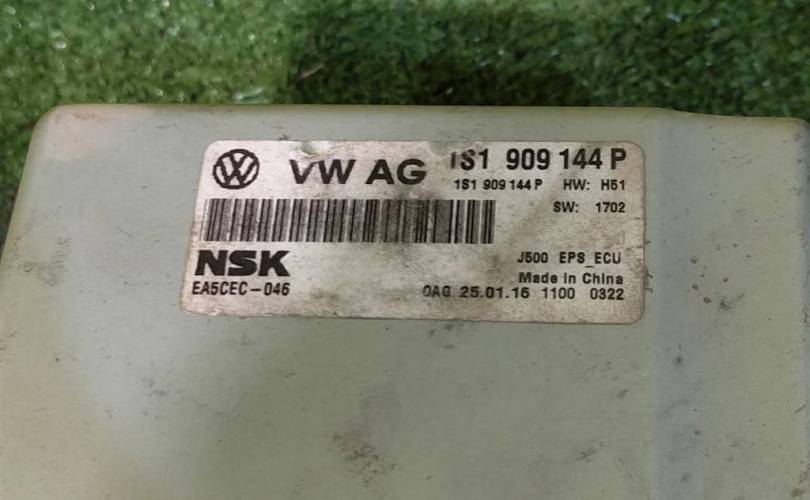 VW AG 1S1 909 144 P
1S1 909 144 P HW: H51
SW: 1702
NSK J500 EPS_ECU
Made in China
EA5CEC-046 0AG 25.01.16 1100 0322